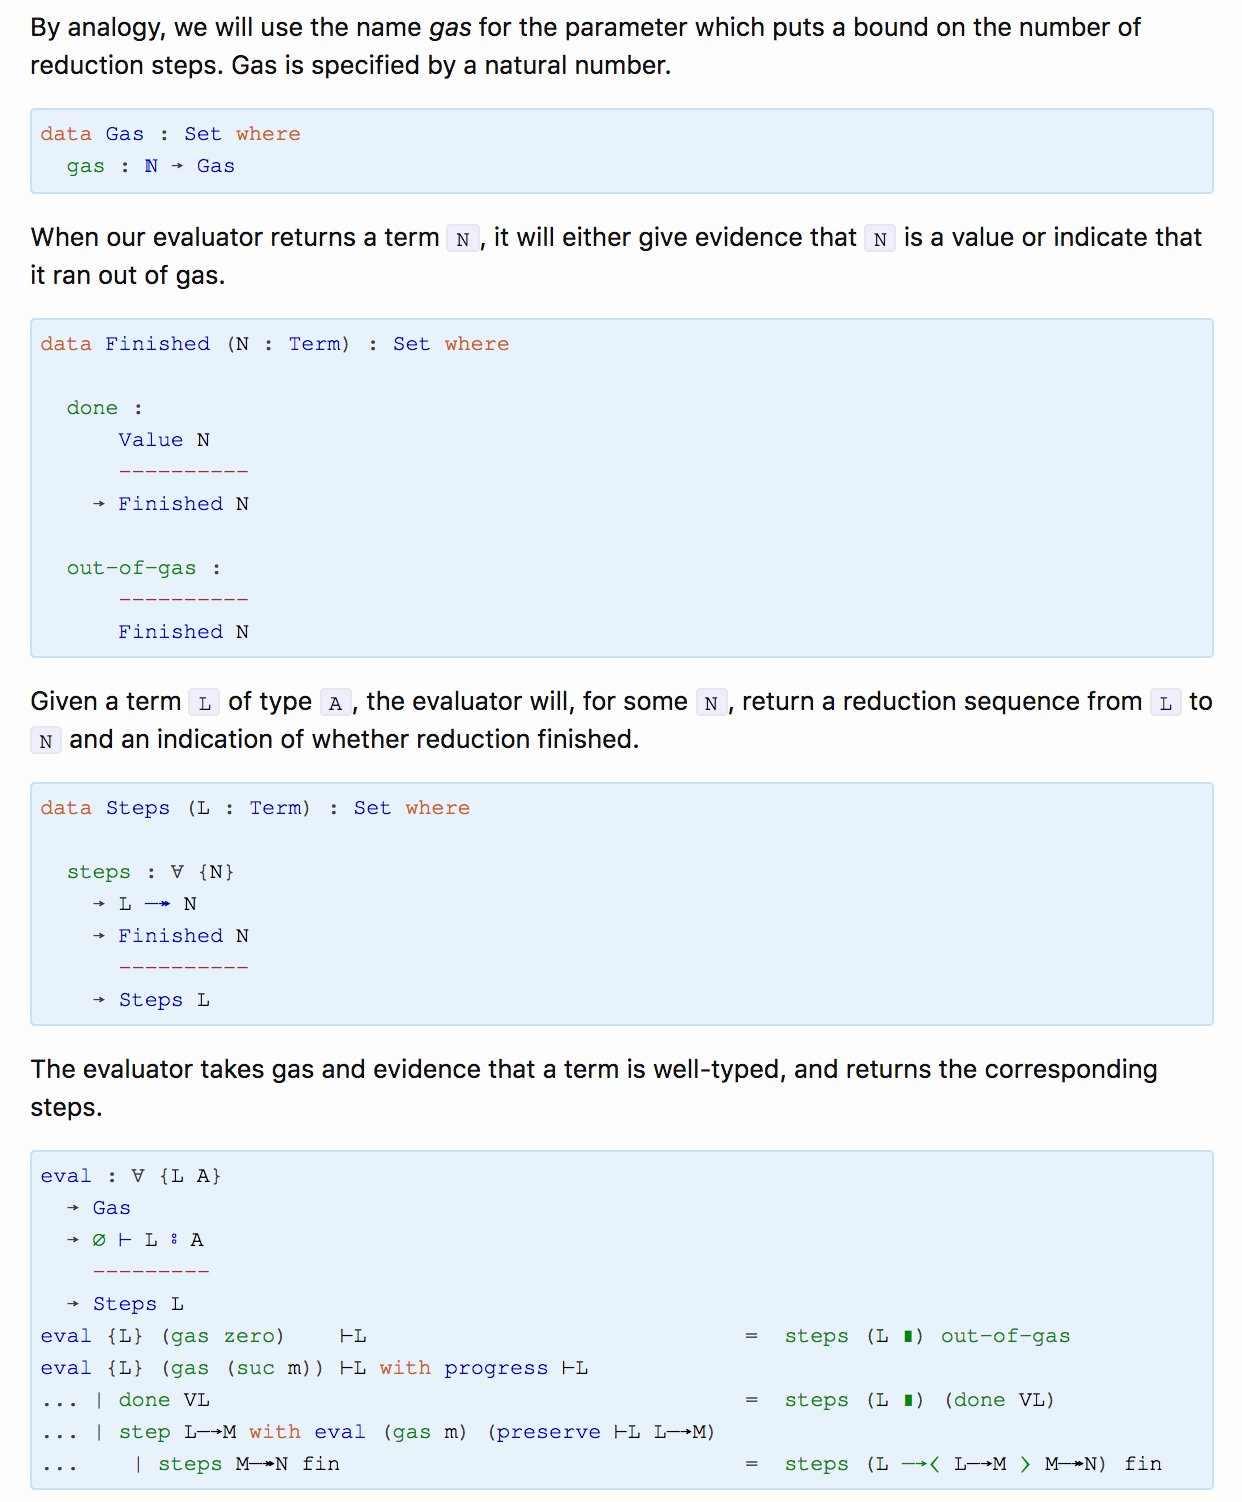 By analogy, we will use the name gas for the parameter which puts a bound on the number of
reduction steps. Gas is specified by a natural number.
data Gas : Set where
  gas : ℕ → Gas
When our evaluator returns a term N , it will either give evidence that N is a value or indicate that
it ran out of gas.
data Finished (N : Term) : Set where
  done :
      Value N
      ----------
    → Finished N
  out-of-gas :
      ----------
      Finished N
Given a term L of type A , the evaluator will, for some N , return a reduction sequence from L to
N and an indication of whether reduction finished.
data Steps (L : Term) : Set where
  steps : ∀ {N}
    → L —↠ N
    → Finished N
      ----------
    → Steps L
The evaluator takes gas and evidence that a term is well-typed, and returns the corresponding
steps.
eval : ∀ {L A}
  → Gas
  → ∅ ⊢ L ⦂ A
    ---------
  → Steps L
eval {L} (gas zero)    ⊢L                             =  steps (L ∎) out-of-gas
eval {L} (gas (suc m)) ⊢L with progress ⊢L
... | done VL                                         =  steps (L ∎) (done VL)
... | step L—→M with eval (gas m) (preserve ⊢L L—→M)
...    | steps M—↠N fin                               =  steps (L —→⟨ L—→M ⟩ M—↠N) fin